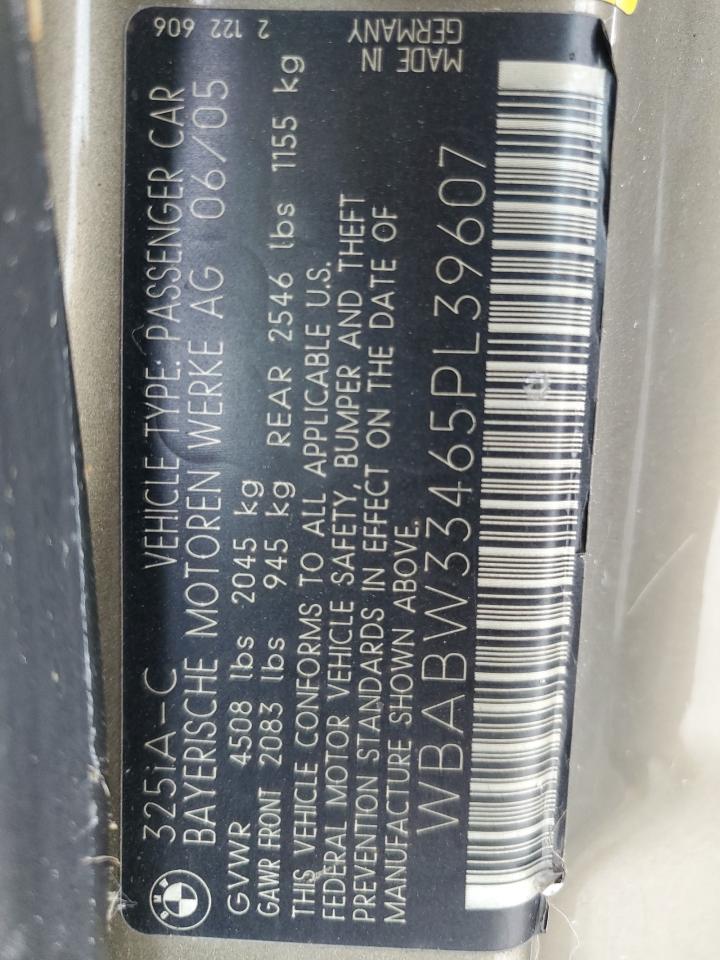 BMW
325iA-C VEHICLE TYPE: PASSENGER CAR 2 122 606
BAYERISCHE MOTOREN WERKE AG 06/05
GVWR 4508 lbs 2045 kg
GAWR FRONT 2083 lbs 945 kg REAR 2546 lbs 1155 kg
THIS VEHICLE CONFORMS TO ALL APPLICABLE U.S.
FEDERAL MOTOR VEHICLE SAFETY, BUMPER AND THEFT
PREVENTION STANDARDS IN EFFECT ON THE DATE OF
MANUFACTURE SHOWN ABOVE.
MADE IN
GERMANY
WBABW33465PL39607